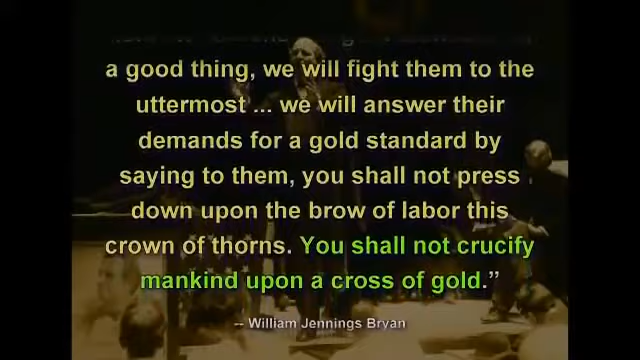 a good thing, we will fight them to the
uttermost ... we will answer their
demands for a gold standard by
saying to them, you shall not press
down upon the brow of labor this
crown of thorns. You shall not crucify
mankind upon a cross of gold.”
-- William Jennings Bryan